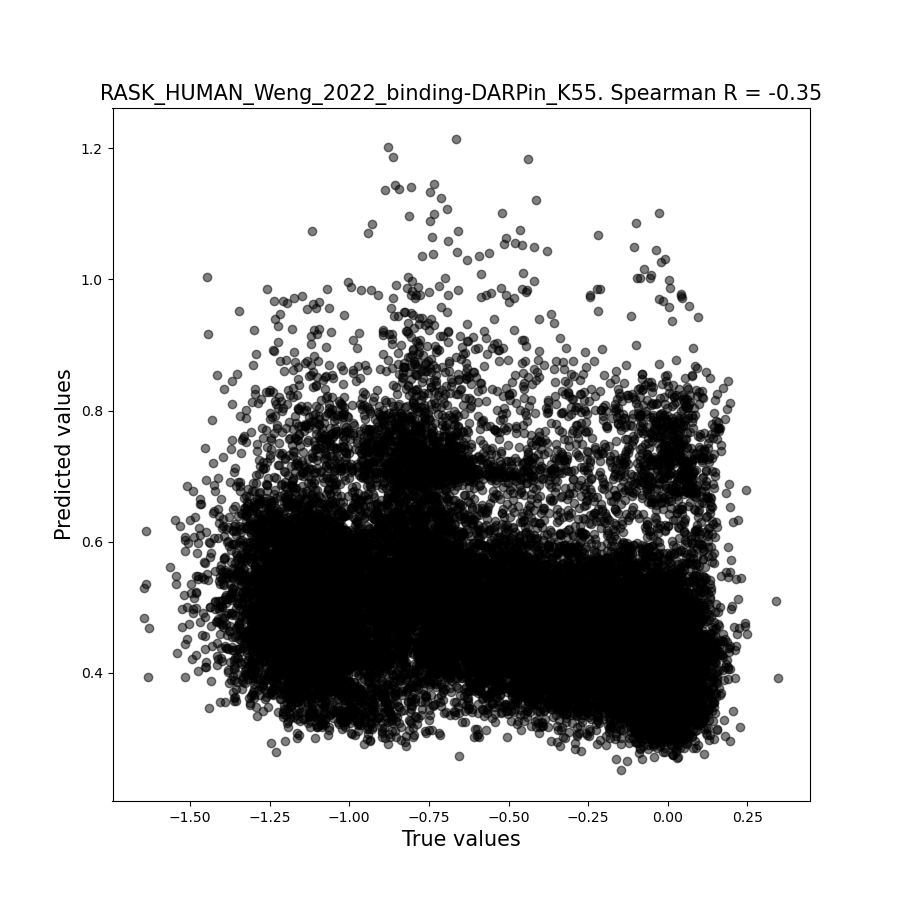 RASK_HUMAN_Weng_2022_binding-DARPin_K55. Spearman R = -0.35
Predicted values
1.2
1.0
0.8
0.6
0.4
−1.50 −1.25 −1.00 −0.75 −0.50 −0.25 0.00 0.25
True values